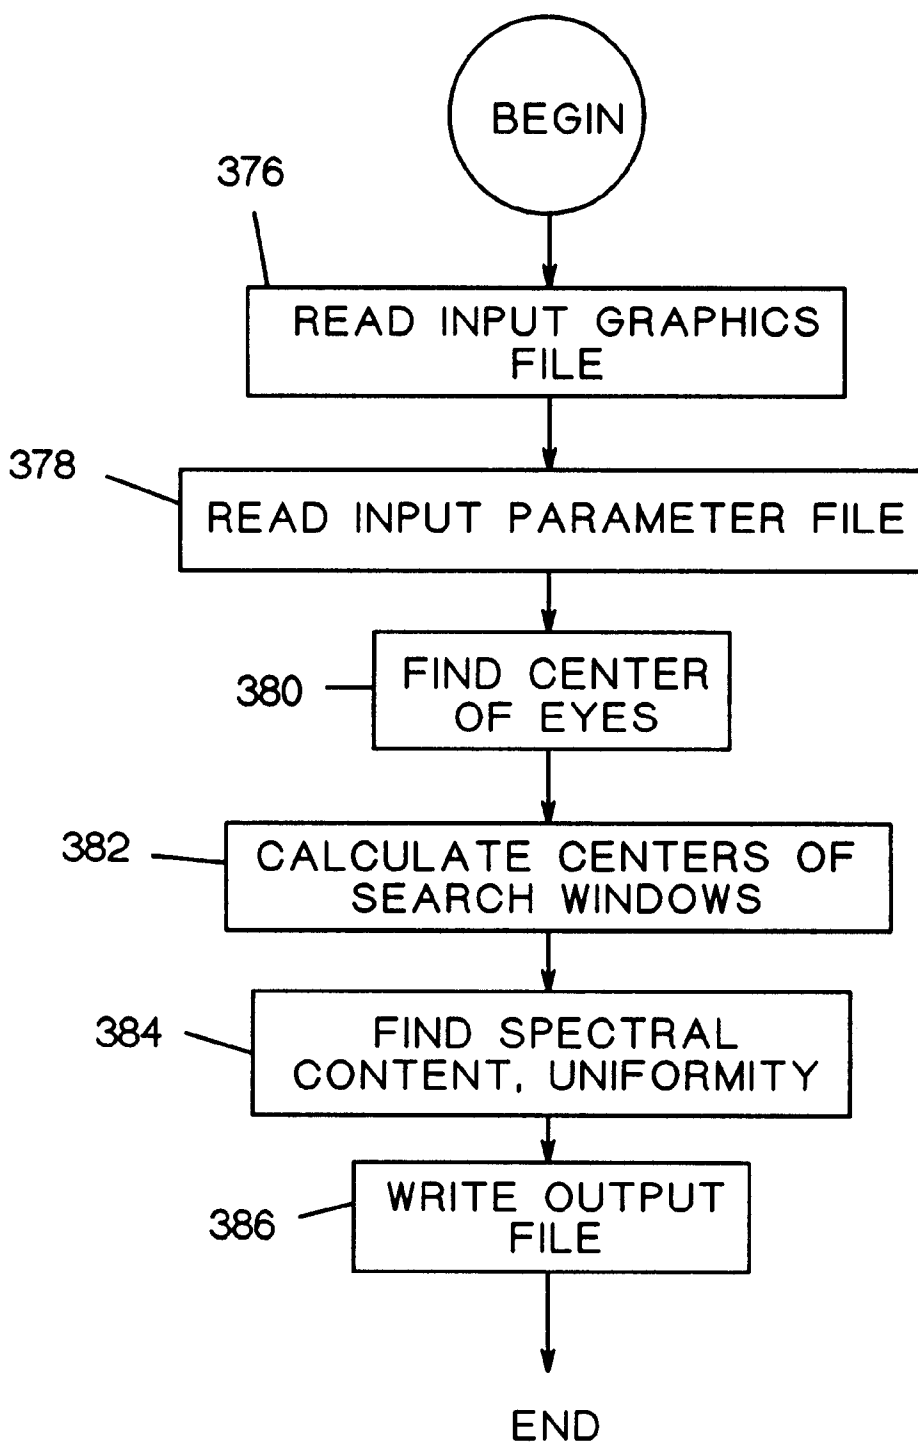 BEGIN
376
READ INPUT GRAPHICS
FILE
378
READ INPUT PARAMETER FILE
380
FIND CENTER
OF EYES
382
CALCULATE CENTERS OF
SEARCH WINDOWS
384
FIND SPECTRAL
CONTENT, UNIFORMITY
386
WRITE OUTPUT
FILE
END